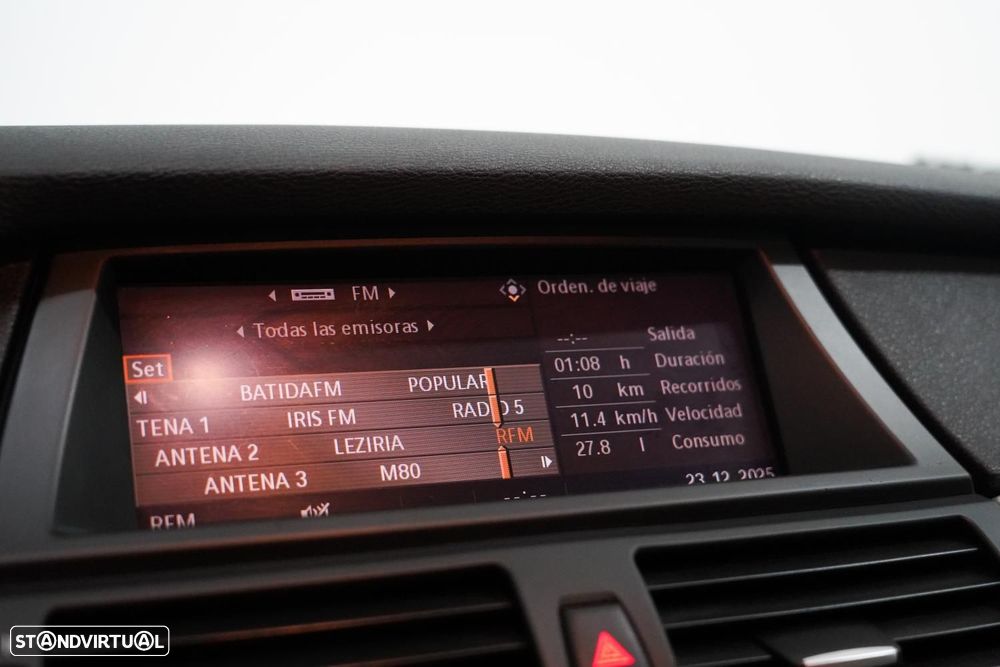 FM
Todas las emisoras
Set
BATIDAFM POPULAR
TENA 1 IRIS FM RADIO 5
ANTENA 2 LEZIRIA RFM
ANTENA 3 M80
RFM
--:--
Orden. de viaje
--:-- Salida
01:08 h Duración
10 km Recorridos
11.4 km/h Velocidad
27.8 l Consumo
23.12.2025
STANDVIRTUAL